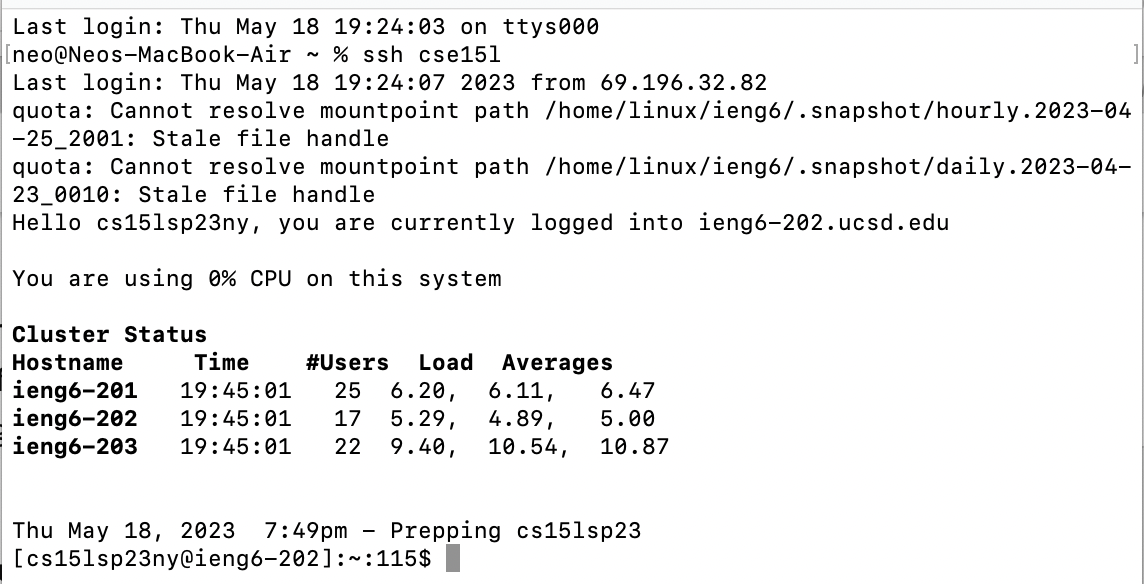 Last login: Thu May 18 19:24:03 on ttys000
[neo@Neos-MacBook-Air ~ % ssh cse15l ]
Last login: Thu May 18 19:24:07 2023 from 69.196.32.82
quota: Cannot resolve mountpoint path /home/linux/ieng6/.snapshot/hourly.2023-04
-25_2001: Stale file handle
quota: Cannot resolve mountpoint path /home/linux/ieng6/.snapshot/daily.2023-04-
23_0010: Stale file handle
Hello cs15lsp23ny, you are currently logged into ieng6-202.ucsd.edu
You are using 0% CPU on this system
Cluster Status
Hostname     Time    #Users  Load  Averages
ieng6-201   19:45:01   25  6.20,  6.11,   6.47
ieng6-202   19:45:01   17  5.29,  4.89,   5.00
ieng6-203   19:45:01   22  9.40,  10.54,  10.87
Thu May 18, 2023  7:49pm - Prepping cs15lsp23
[cs15lsp23ny@ieng6-202]:~:115$